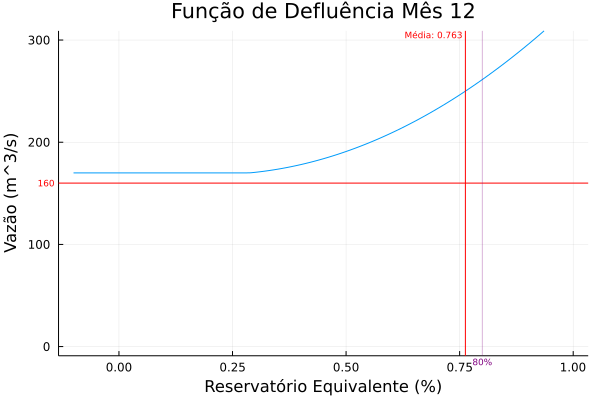 Função de Defluência Mês 12
300
Média: 0.763
200
160
100
0
Vazão (m^3/s)
0.00
0.25
0.50
0.75
80%
1.00
Reservatório Equivalente (%)